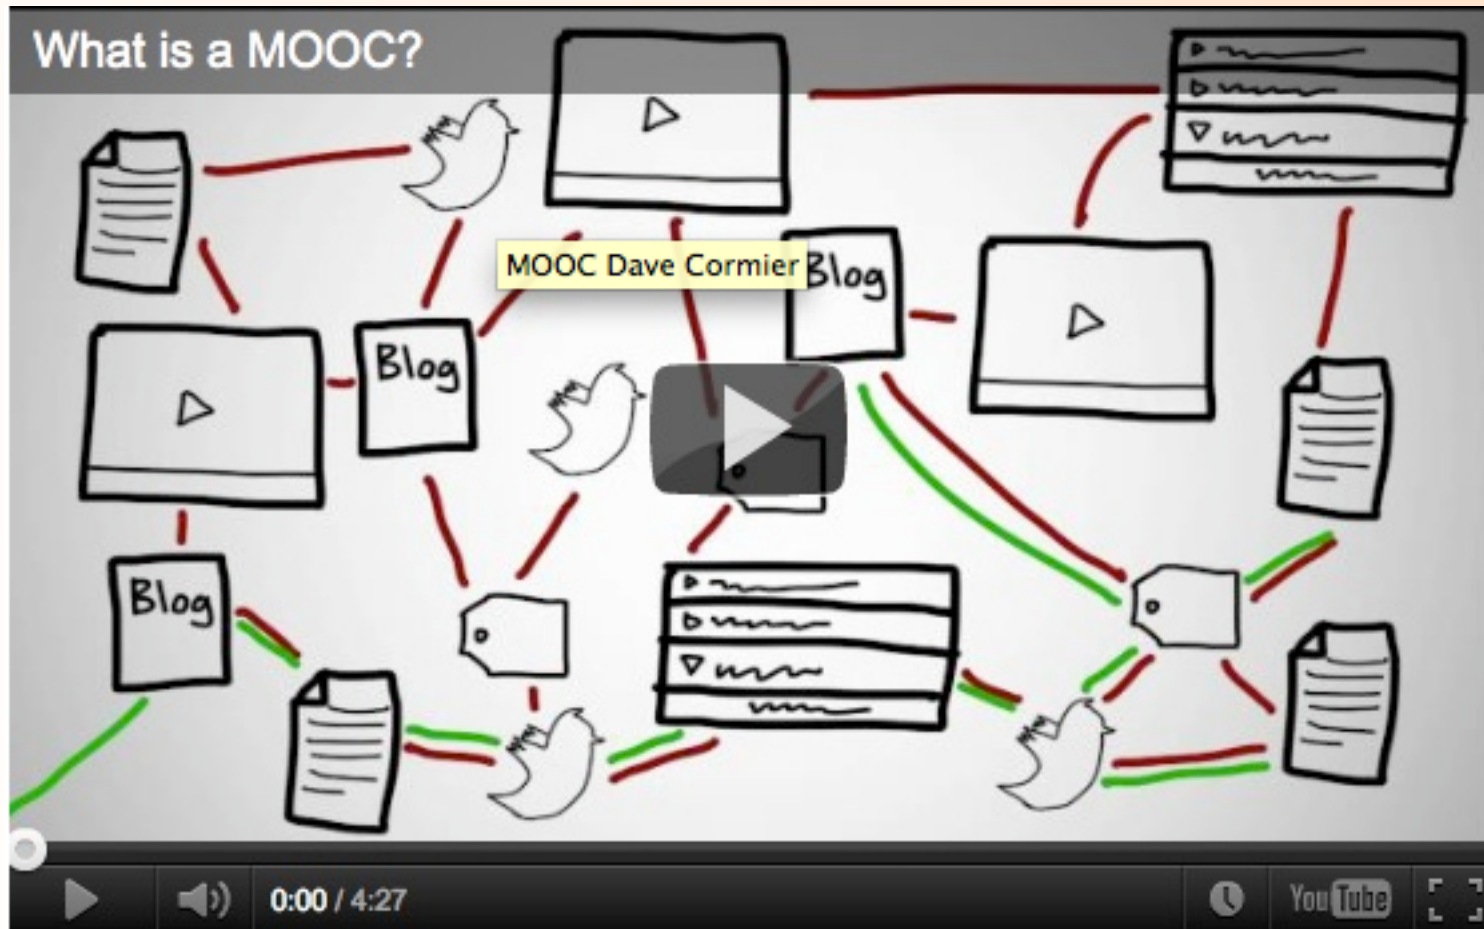 What is a MOOC?
MOOC Dave Cormier
Blog
Blog
Blog
0:00 / 4:27
YouTube